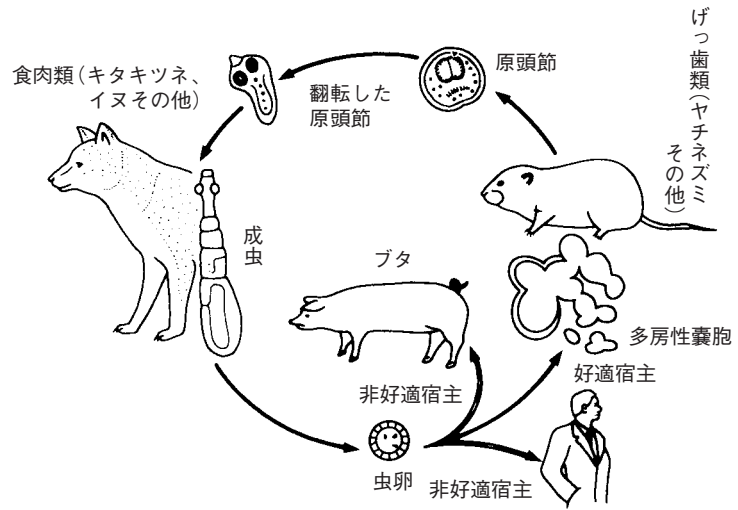 食肉類（キタキツネ、
イヌその他）
翻転した
原頭節
原頭節
げっ歯類（ヤチネズミ
その他）
成虫
ブタ
多房性嚢胞
好適宿主
非好適宿主
虫卵
非好適宿主